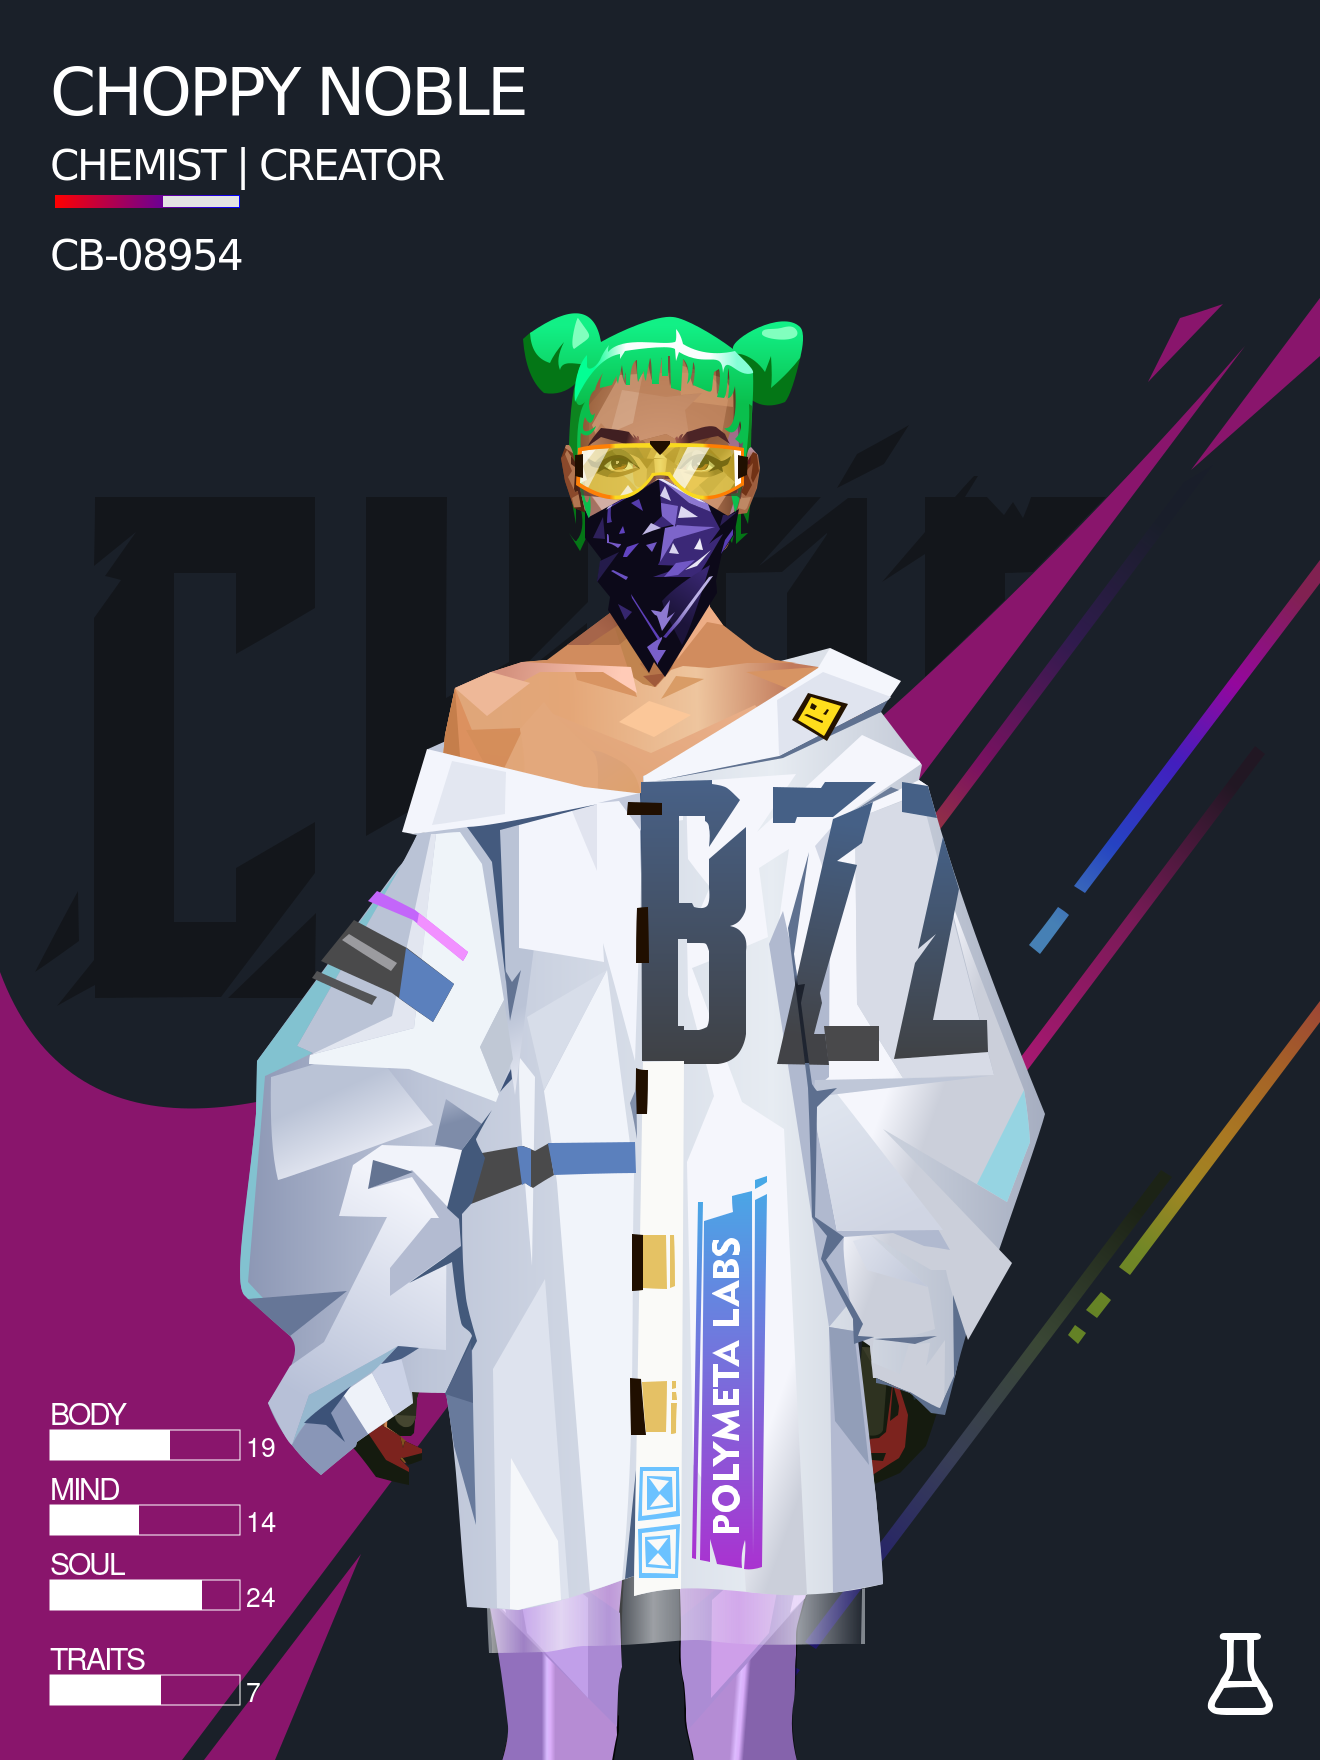 CHOPPY NOBLE
CHEMIST | CREATOR
CB-08954
BZZ
POLYMETA LABS
BODY
19
MIND
14
SOUL
24
TRAITS
7